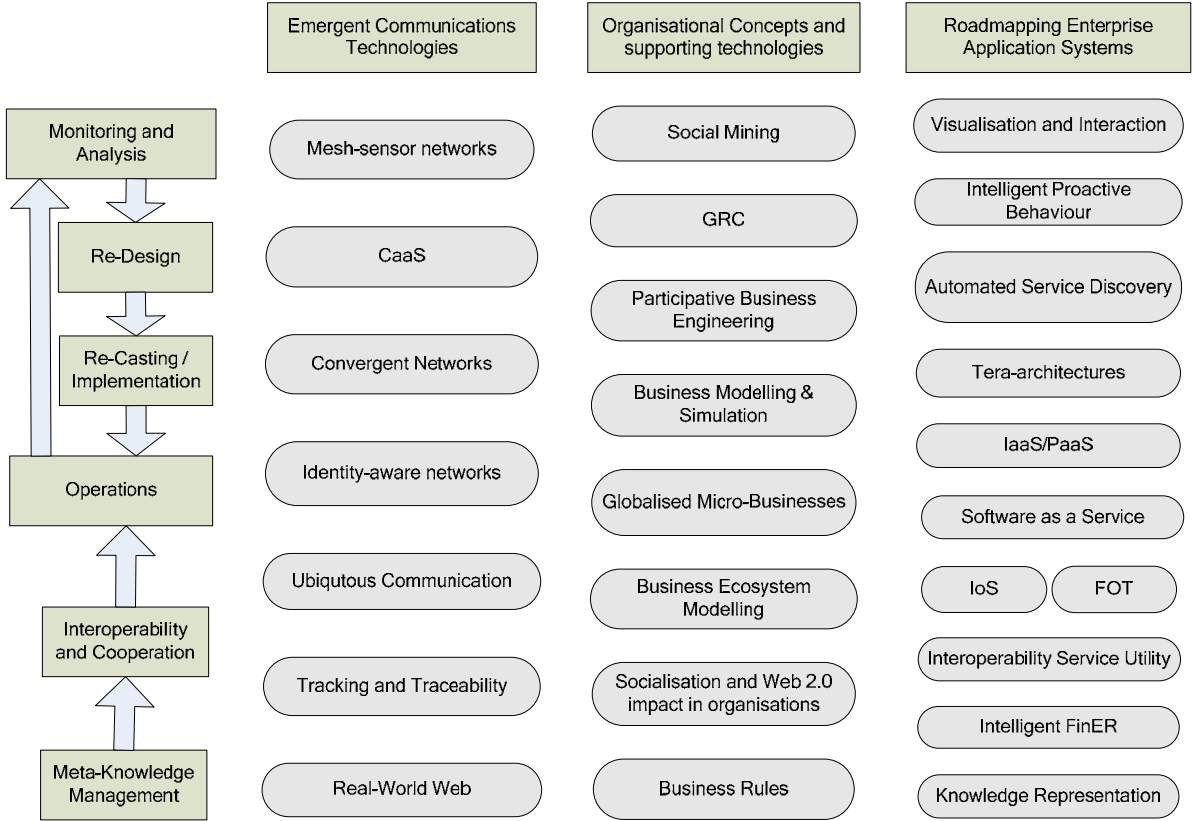 Emergent Communications
Technologies
Organisational Concepts and
supporting technologies
Roadmapping Enterprise
Application Systems
Monitoring and
Analysis
Re-Design
Re-Casting /
Implementation
Operations
Interoperability
and Cooperation
Meta-Knowledge
Management
Mesh-sensor networks
CaaS
Convergent Networks
Identity-aware networks
Ubiqutous Communication
Tracking and Traceability
Real-World Web
Social Mining
GRC
Participative Business
Engineering
Business Modelling &
Simulation
Globalised Micro-Businesses
Business Ecosystem
Modelling
Socialisation and Web 2.0
impact in organisations
Business Rules
Visualisation and Interaction
Intelligent Proactive
Behaviour
Automated Service Discovery
Tera-architectures
IaaS/PaaS
Software as a Service
IoS
FOT
Interoperability Service Utility
Intelligent FinER
Knowledge Representation